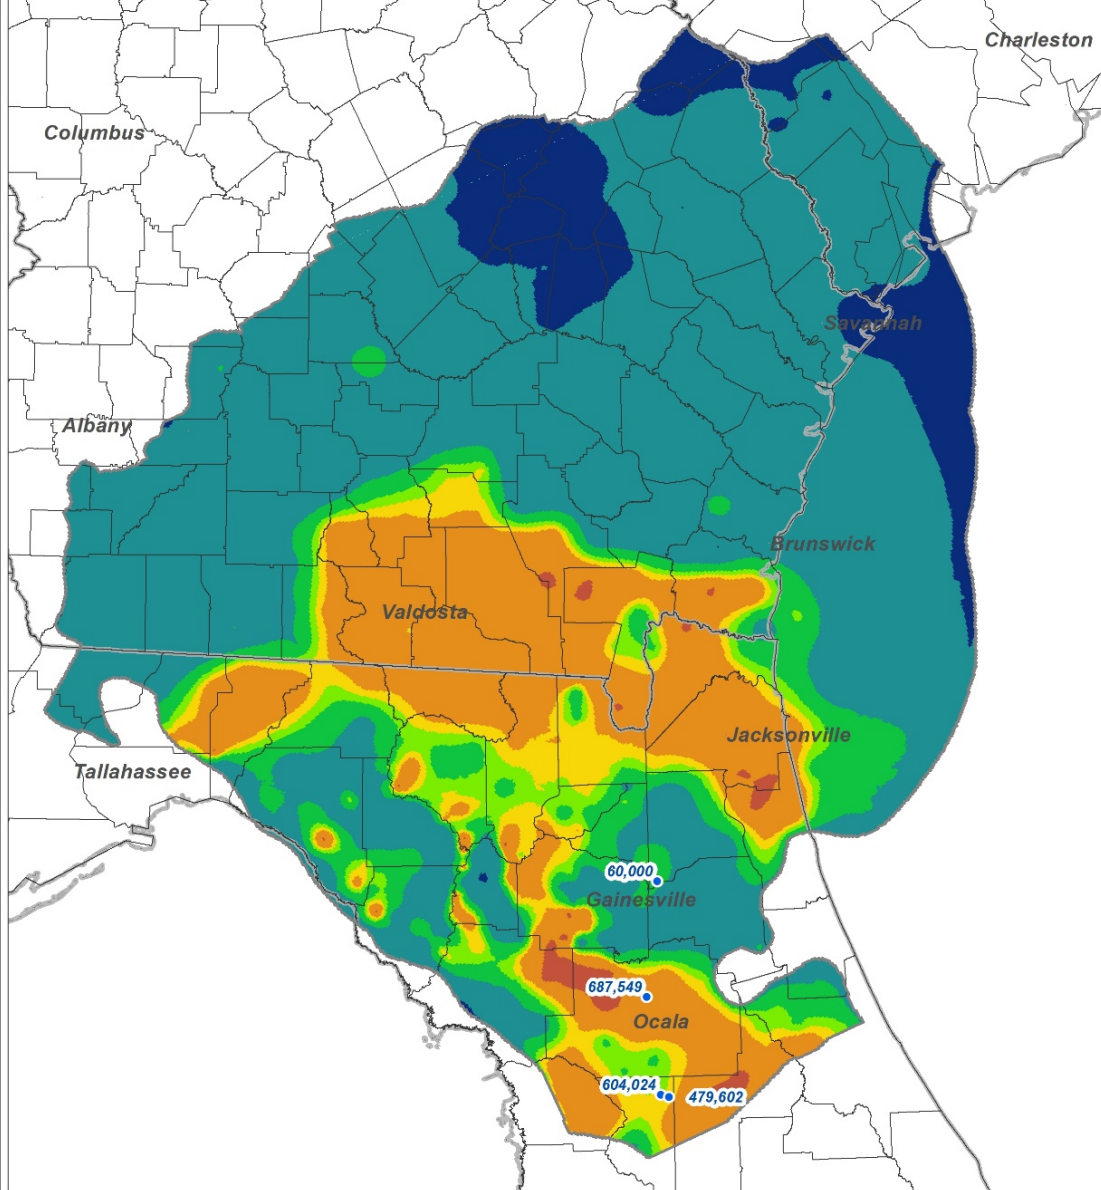 Charleston
Columbus
Savannah
Albany
Brunswick
Valdosta
Jacksonville
Tallahassee
60,000
Gainesville
687,549
Ocala
604,024
479,602